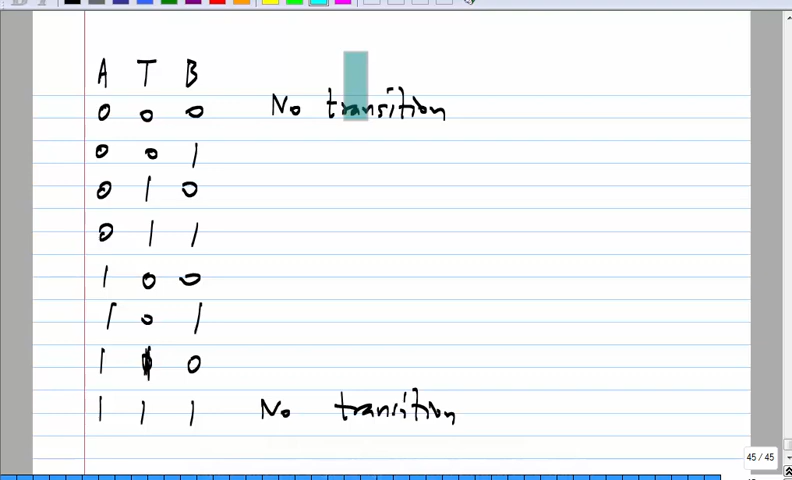 A T B
0 0 0 No transition
0 0 1
0 1 0
0 1 1
1 0 0
1 0 1
1 1 0
1 1 1 No transition
45 / 45